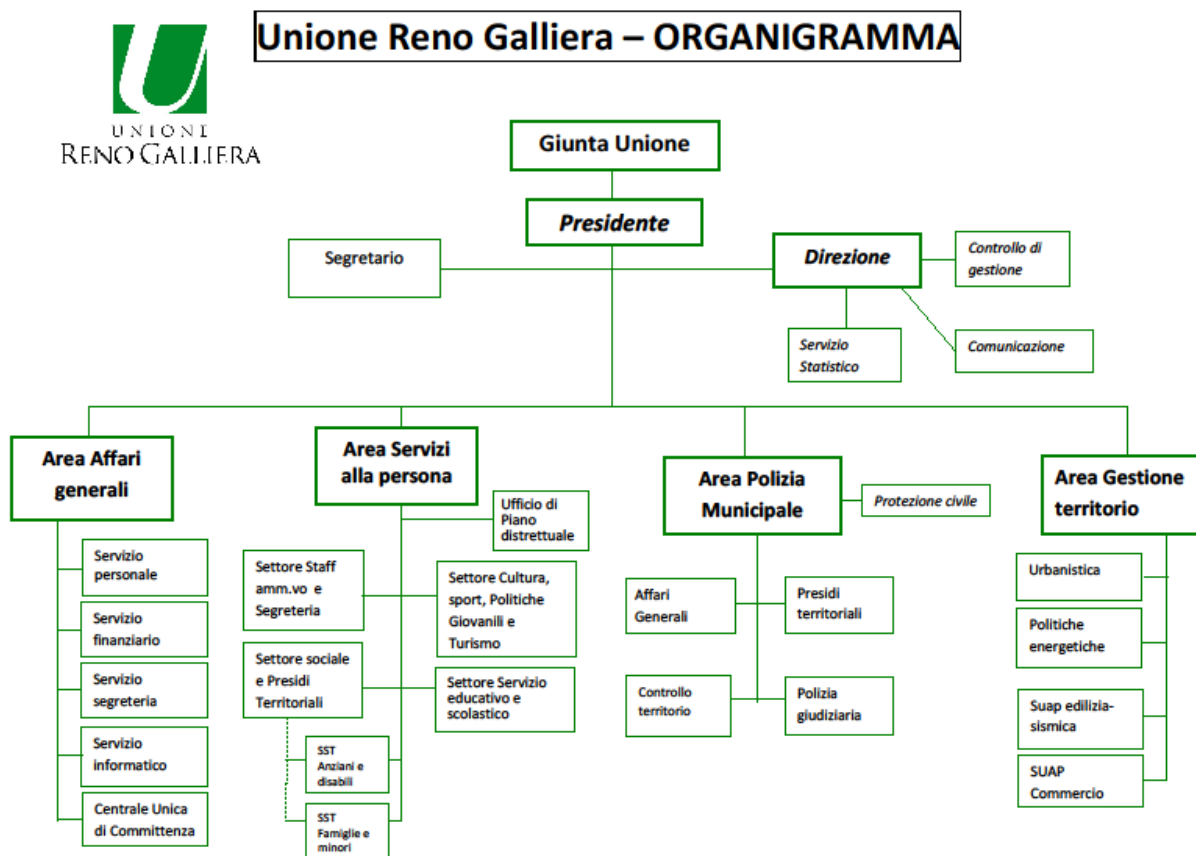 Unione Reno Galliera – ORGANIGRAMMA
UNIONE
RENO GALLIERA
Giunta Unione
Presidente
Segretario
Direzione
Controllo di
gestione
Servizio
Statistico
Comunicazione
Area Affari
generali
Servizio
personale
Servizio
finanziario
Servizio
segreteria
Servizio
informatico
Centrale Unica
di Committenza
Area Servizi
alla persona
Ufficio di
Piano
distrettuale
Settore Staff
amm.vo e
Segreteria
Settore Cultura,
sport, Politiche
Giovanili e
Turismo
Settore sociale
e Presidi
Territoriali
Settore Servizio
educativo e
scolastico
SST
Anziani e
disabili
SST
Famiglie e
minori
Area Polizia
Municipale
Protezione civile
Affari
Generali
Presidi
territoriali
Controllo
territorio
Polizia
giudiziaria
Area Gestione
territorio
Urbanistica
Politiche
energetiche
Suap edilizia-
sismica
SUAP
Commercio